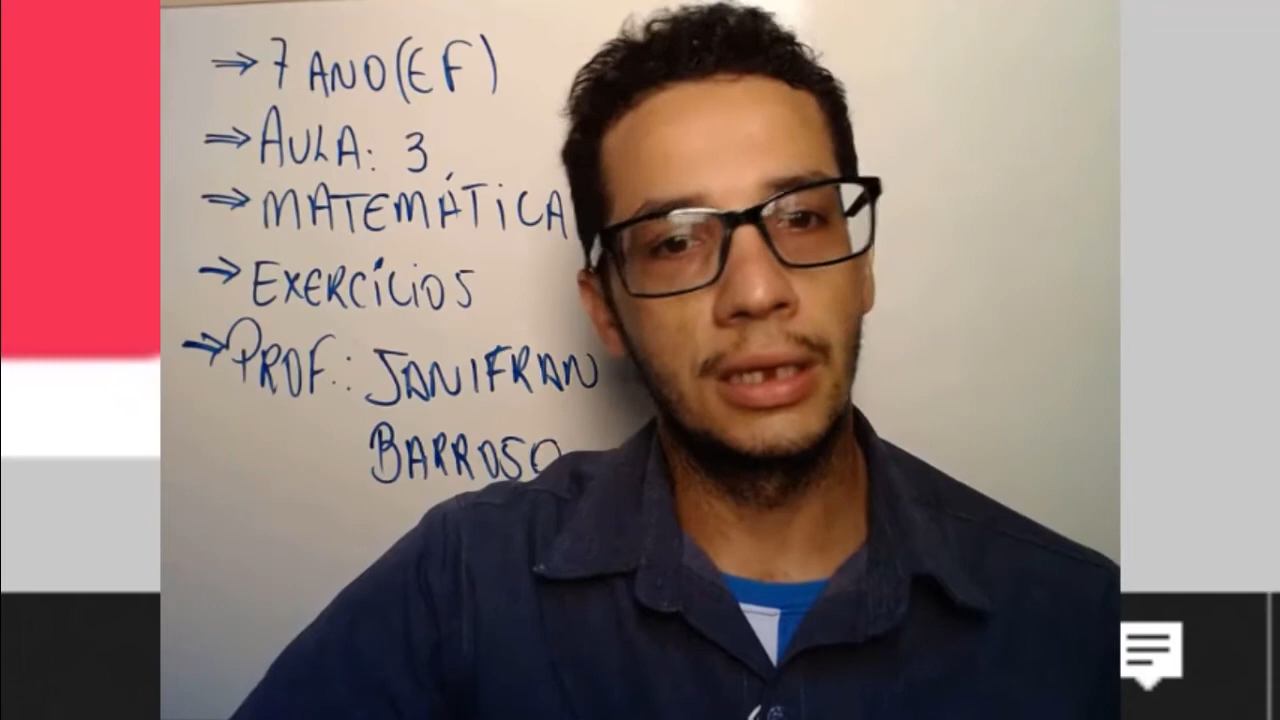 ⇒ 7 ANO (EF)
⇒ AULA: 3
⇒ MATEMÁTICA
→ EXERCÍCIOS
→ PROF.: JANIFRAN
BARROSO